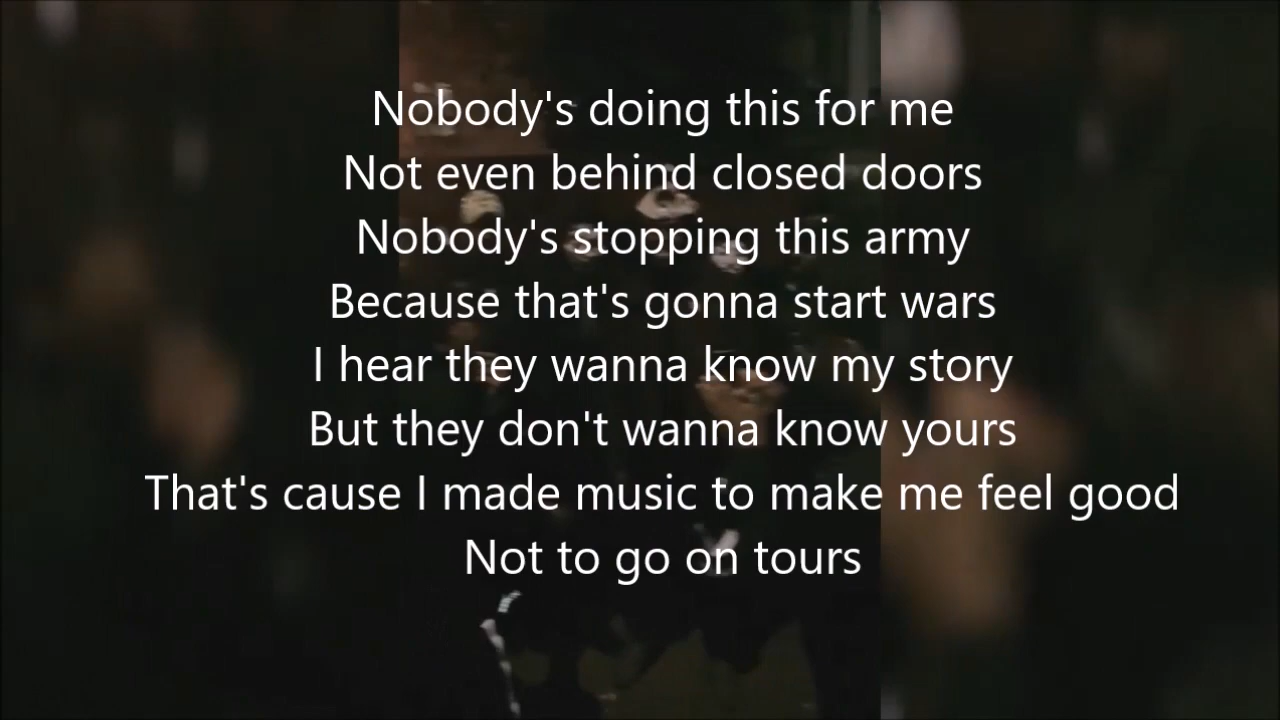 Nobody's doing this for me
Not even behind closed doors
Nobody's stopping this army
Because that's gonna start wars
I hear they wanna know my story
But they don't wanna know yours
That's cause I made music to make me feel good
Not to go on tours